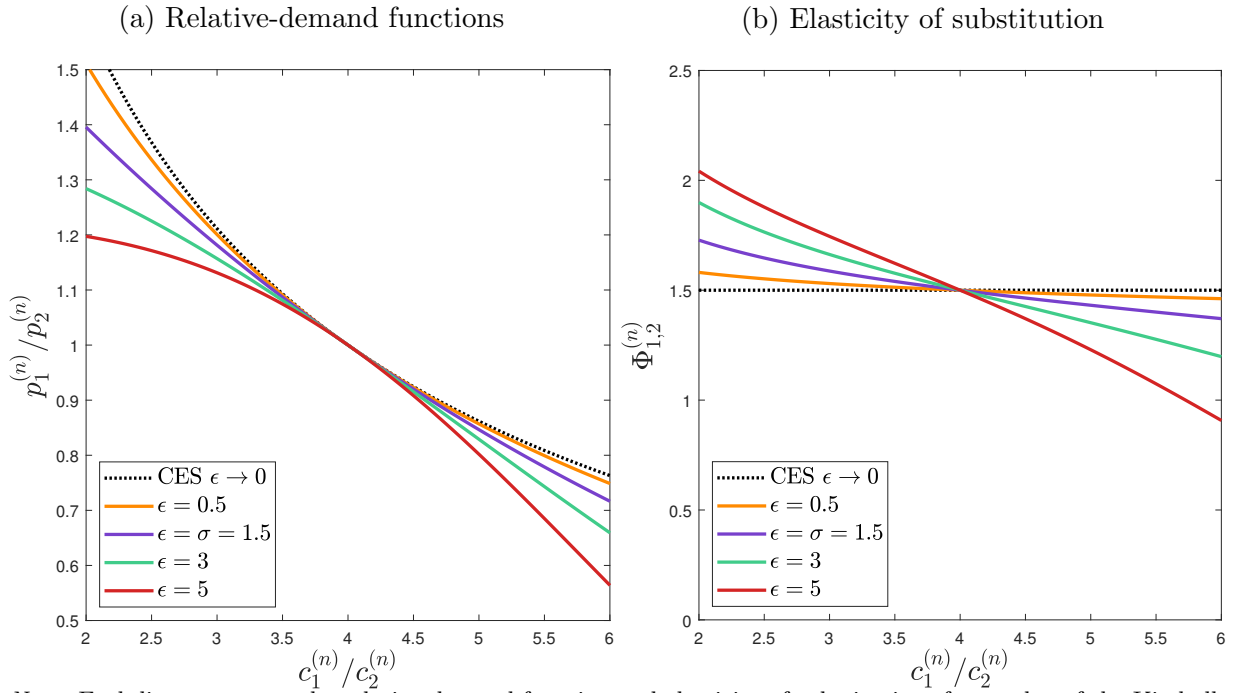 (a) Relative-demand functions
1.5
1.4
1.3
1.2
1.1
1
0.9
0.8
0.7
0.6
0.5
2
2.5
3
3.5
4
4.5
5
5.5
6
p_1^{(n)}/p_2^{(n)}
c_1^{(n)}/c_2^{(n)}
CES ϵ → 0
ϵ = 0.5
ϵ = σ = 1.5
ϵ = 3
ϵ = 5
(b) Elasticity of substitution
2.5
2
1.5
1
0.5
0
2
2.5
3
3.5
4
4.5
5
5.5
6
Φ_{1,2}^{(n)}
c_1^{(n)}/c_2^{(n)}
CES ϵ → 0
ϵ = 0.5
ϵ = σ = 1.5
ϵ = 3
ϵ = 5